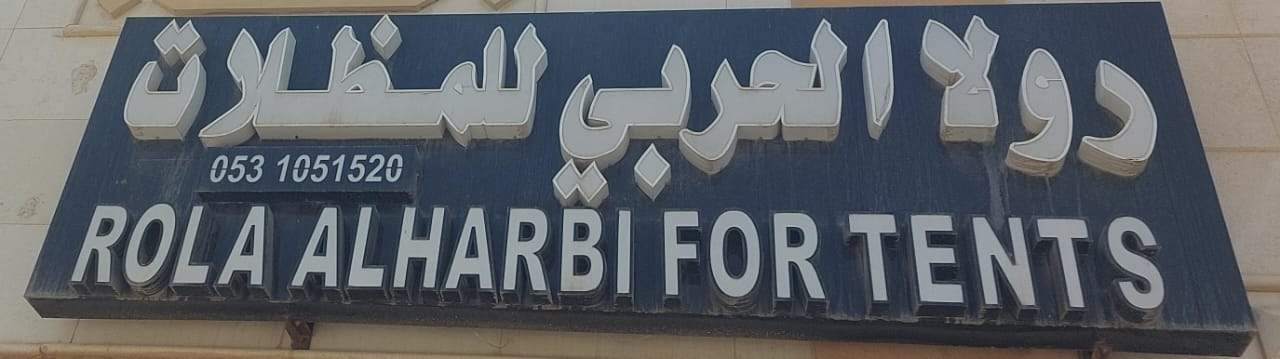 رولا الحربي للمظلات
053 1051520
ROLA ALHARBI FOR TENTS